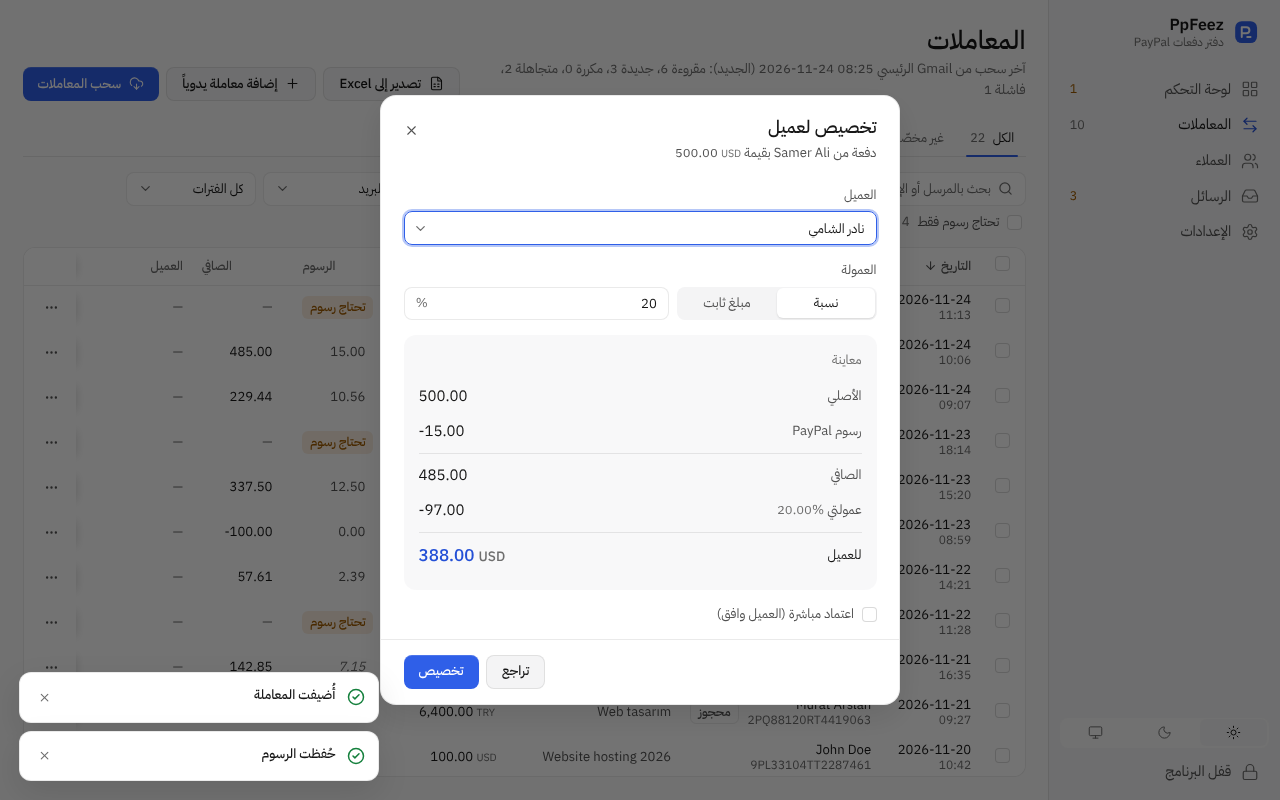 PpFeez
دفتر دفعات PayPal
لوحة التحكم 1
المعاملات 10
العملاء
الرسائل 3
الإعدادات
قفل البرنامج
المعاملات
آخر سحب من Gmail الرئيسي 08:25 24-11-2026 (الجديد): مقروءة 6، جديدة 3، مكررة 0، متجاهلة 2،
فاشلة 1
تصدير إلى Excel
إضافة معاملة يدوياً
سحب المعاملات
الكل 22
بحث بالمرسل أو
كل الفترات
تحتاج رسوم فقط 4
التاريخ
الرسوم
الصافي
العميل
2026-11-24
11:13
تحتاج رسوم
—
—
2026-11-24
10:06
15.00
485.00
—
2026-11-24
09:07
10.56
229.44
—
2026-11-23
18:14
تحتاج رسوم
—
—
2026-11-23
15:20
12.50
337.50
—
2026-11-23
08:59
0.00
-100.00
—
2026-11-22
14:21
2.39
57.61
—
2026-11-22
11:28
تحتاج رسوم
—
—
2026-11-21
16:35
7.15
142.85
—
2026-11-21
09:27
Murat Arslan
2PQ88120RT4419063
محجوز
Web tasarım
6,400.00 TRY
2026-11-20
10:42
John Doe
9PL33104TT2287461
Website hosting 2026
100.00 USD
تخصيص لعميل
دفعة من Samer Ali بقيمة 500.00 USD
العميل
نادر الشامي
العمولة
نسبة
مبلغ ثابت
20
%
معاينة
الأصلي
500.00
رسوم PayPal
-15.00
الصافي
485.00
عمولتي 20.00%
-97.00
للعميل
388.00 USD
اعتماد مباشرة (العميل وافق)
تراجع
تخصيص
أُضيفت المعاملة
حُفظت الرسوم